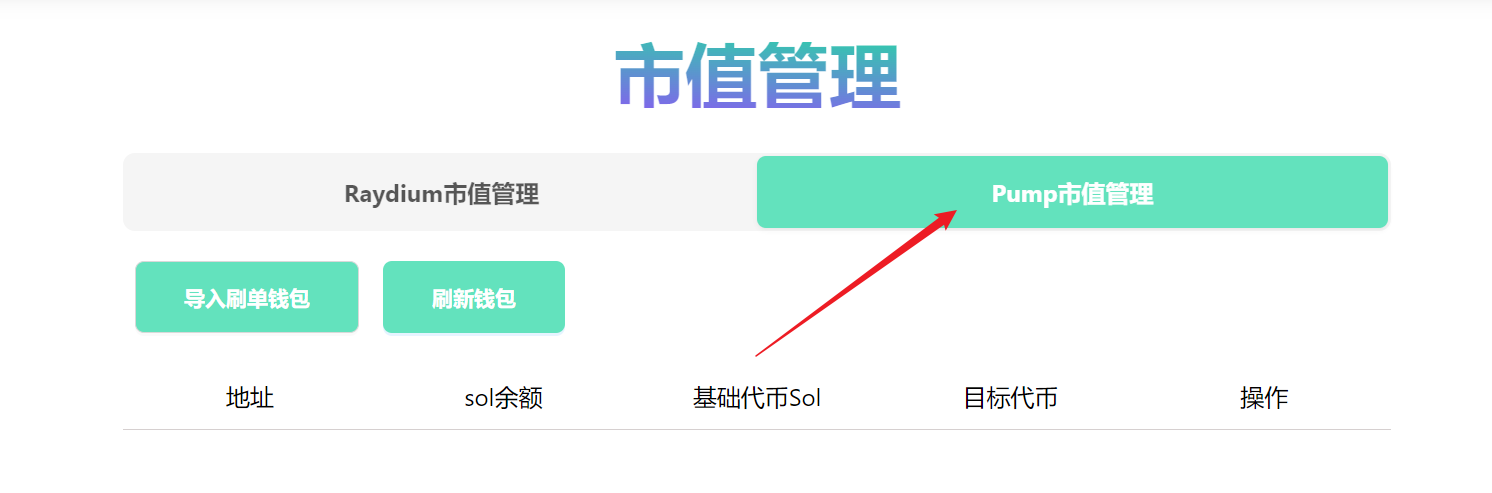 市值管理
Raydium市值管理
Pump市值管理
导入刷单钱包
刷新钱包
地址
sol余额
基础代币Sol
目标代币
操作